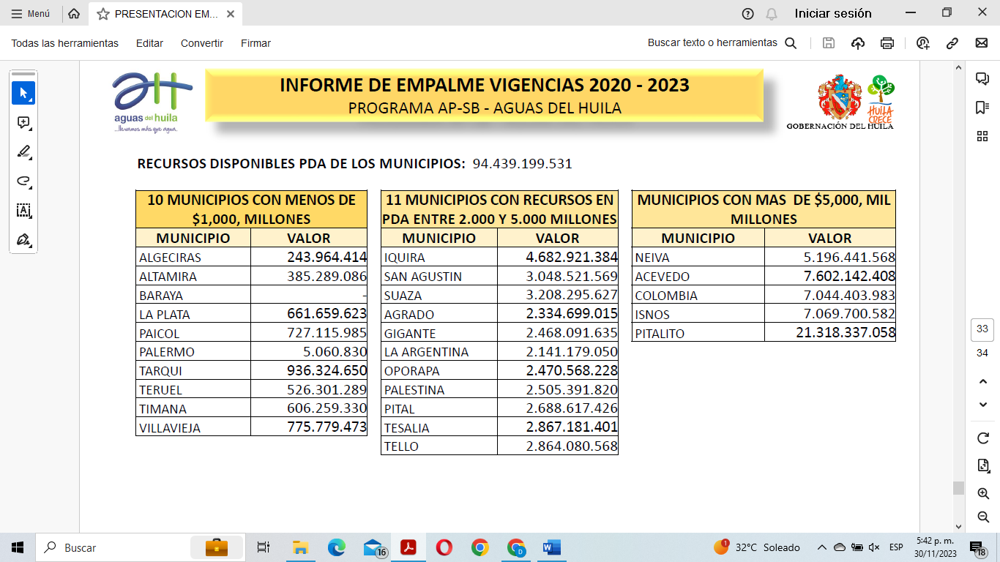 Menú
PRESENTACION EM...
Iniciar sesión
Todas las herramientas
Editar
Convertir
Firmar
Buscar texto o herramientas
aguas del huila
...llevamos más que agua.
INFORME DE EMPALME VIGENCIAS 2020 - 2023
PROGRAMA AP-SB - AGUAS DEL HUILA
HUILA
CRECE
GOBERNACIÓN DEL HUILA
RECURSOS DISPONIBLES PDA DE LOS MUNICIPIOS: 94.439.199.531
10 MUNICIPIOS CON MENOS DE
$1,000, MILLONES
MUNICIPIO VALOR
ALGECIRAS 243.964.414
ALTAMIRA 385.289.086
BARAYA -
LA PLATA 661.659.623
PAICOL 727.115.985
PALERMO 5.060.830
TARQUI 936.324.650
TERUEL 526.301.289
TIMANA 606.259.330
VILLAVIEJA 775.779.473
11 MUNICIPIOS CON RECURSOS EN
PDA ENTRE 2.000 Y 5.000 MILLONES
MUNICIPIO VALOR
IQUIRA 4.682.921.384
SAN AGUSTIN 3.048.521.569
SUAZA 3.208.295.627
AGRADO 2.334.699.015
GIGANTE 2.468.091.635
LA ARGENTINA 2.141.179.050
OPORAPA 2.470.568.228
PALESTINA 2.505.391.820
PITAL 2.688.617.426
TESALIA 2.867.181.401
TELLO 2.864.080.568
MUNICIPIOS CON MAS DE $5,000, MIL
MILLONES
MUNICIPIO VALOR
NEIVA 5.196.441.568
ACEVEDO 7.602.142.408
COLOMBIA 7.044.403.983
ISNOS 7.069.700.582
PITALITO 21.318.337.058
33
34
Buscar
16
1
32°C Soleado
ESP
5:42 p. m.
30/11/2023
18